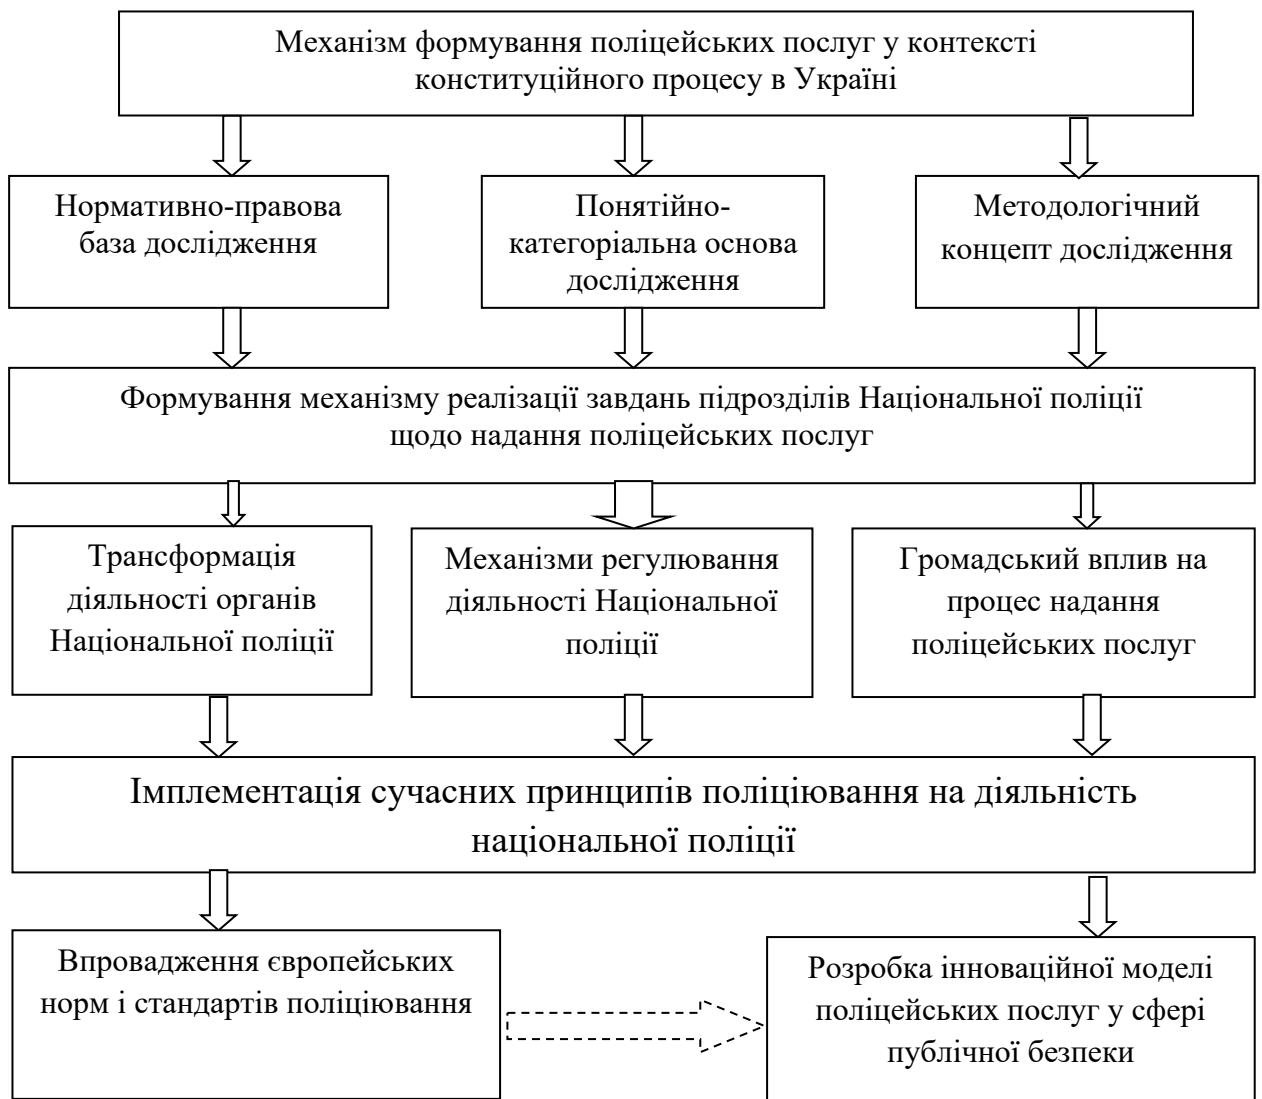 Механізм формування поліцейських послуг у контексті
конституційного процесу в Україні
Нормативно-правова
база дослідження
Понятійно-
категоріальна основа
дослідження
Методологічний
концепт дослідження
Формування механізму реалізації завдань підрозділів Національної поліції
щодо надання поліцейських послуг
Трансформація
діяльності органів
Національної поліції
Механізми регулювання
діяльності Національної
поліції
Громадський вплив на
процес надання
поліцейських послуг
Імплементація сучасних принципів поліціювання на діяльність
національної поліції
Впровадження європейських
норм і стандартів поліціювання
Розробка інноваційної моделі
поліцейських послуг у сфері
публічної безпеки